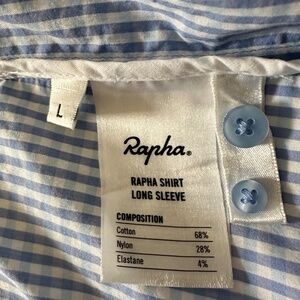 L
Rapha.
RAPHA SHIRT
LONG SLEEVE
COMPOSITION
Cotton 68%
Nylon 28%
Elastane 4%